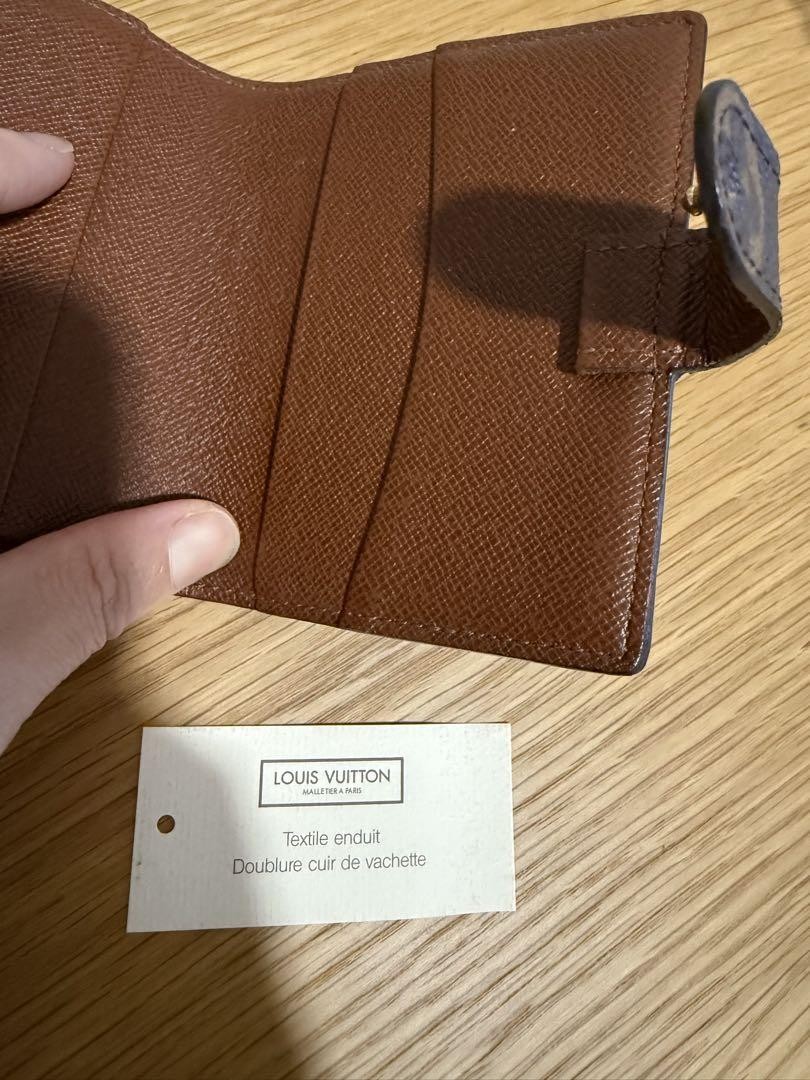 LOUIS VUITTON
MALLETIER A PARIS
Textile enduit
Doublure cuir de vachette